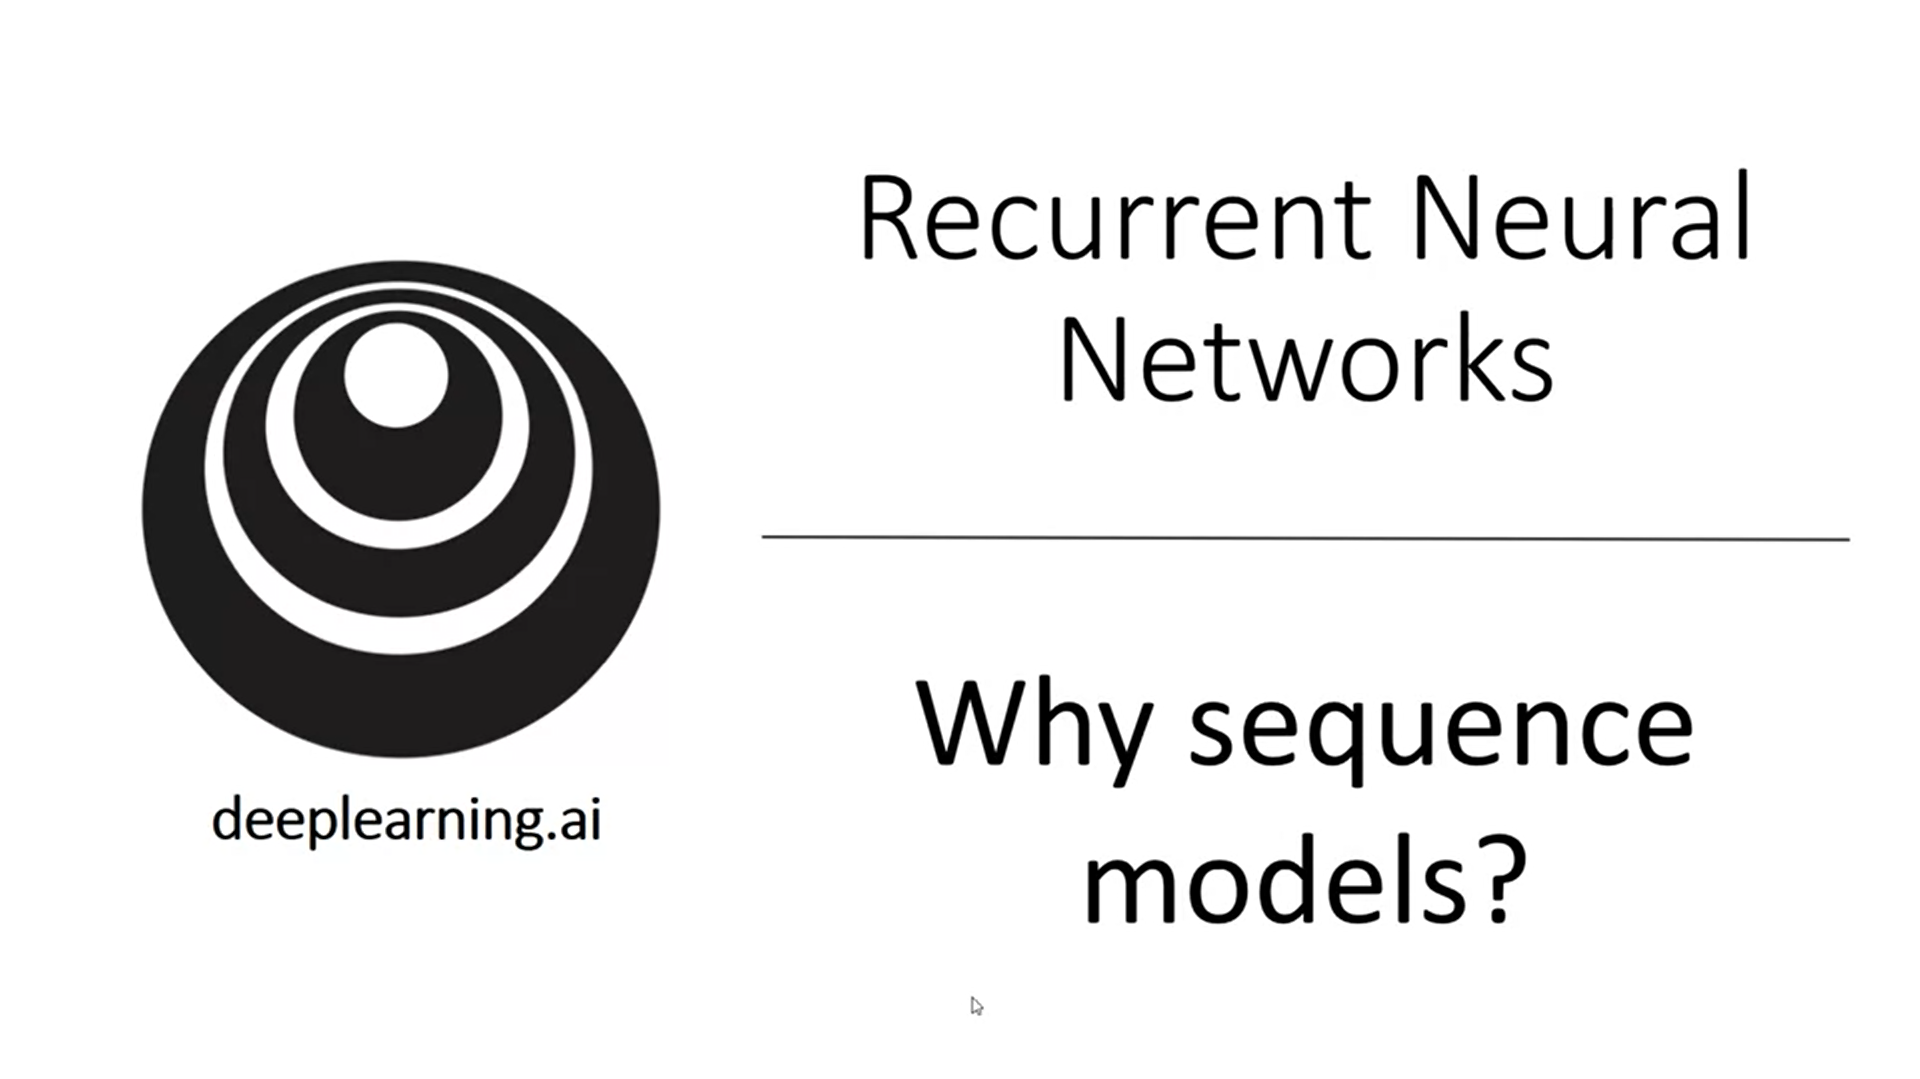 Recurrent Neural
Networks
Why sequence
models?
deeplearning.ai